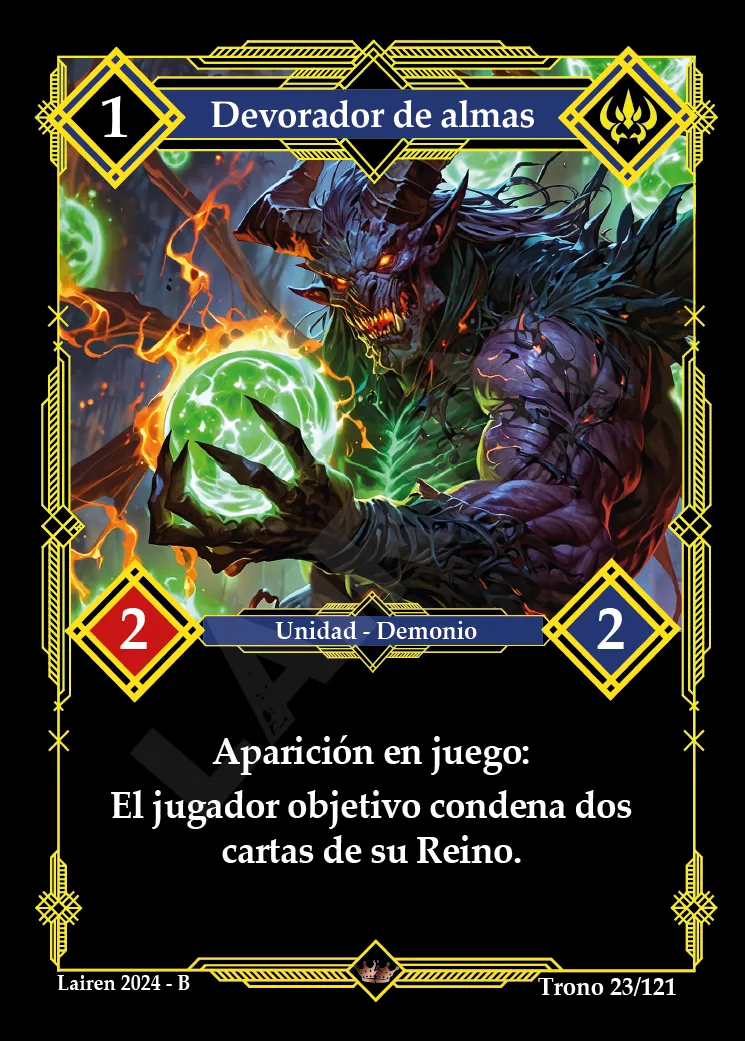 1
Devorador de almas
2
Unidad - Demonio
2
Aparición en juego:
El jugador objetivo condena dos
cartas de su Reino.
Lairen 2024 - B
Trono 23/121